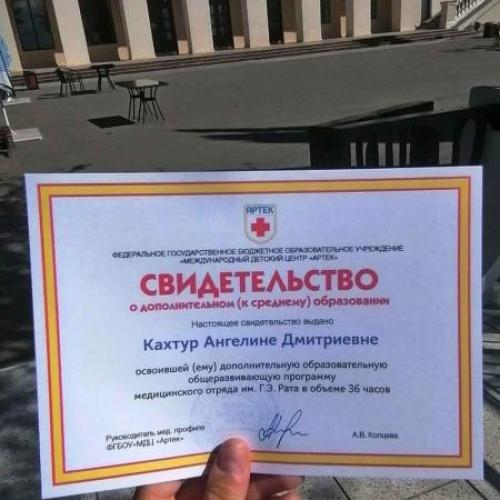 АРТЕК
ФЕДЕРАЛЬНОЕ ГОСУДАРСТВЕННОЕ БЮДЖЕТНОЕ ОБРАЗОВАТЕЛЬНОЕ УЧРЕЖДЕНИЕ
«МЕЖДУНАРОДНЫЙ ДЕТСКИЙ ЦЕНТР «АРТЕК»
СВИДЕТЕЛЬСТВО
о дополнительном (к среднему) образовании
Настоящее свидетельство выдано
Кахтур Ангелине Дмитриевне
освоившей (ему) дополнительную образовательную
общеразвивающую программу
медицинского отряда им. Г.Э. Рата в объеме 36 часов
Руководитель мед. профиля
ФГБОУ«МДЦ «Артек»
А.В. Копцева